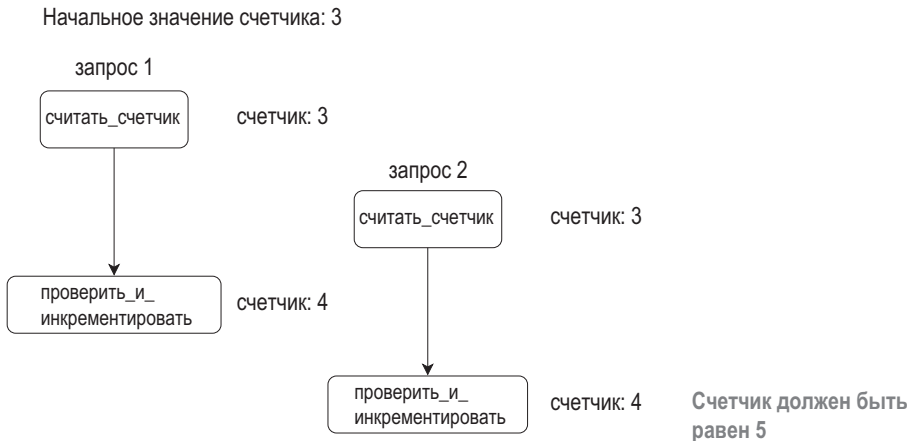 Начальное значение счетчика: 3
запрос 1
считать_счетчик
счетчик: 3
запрос 2
считать_счетчик
счетчик: 3
проверить_и_
инкрементировать
счетчик: 4
проверить_и_
инкрементировать
счетчик: 4
Счетчик должен быть
равен 5